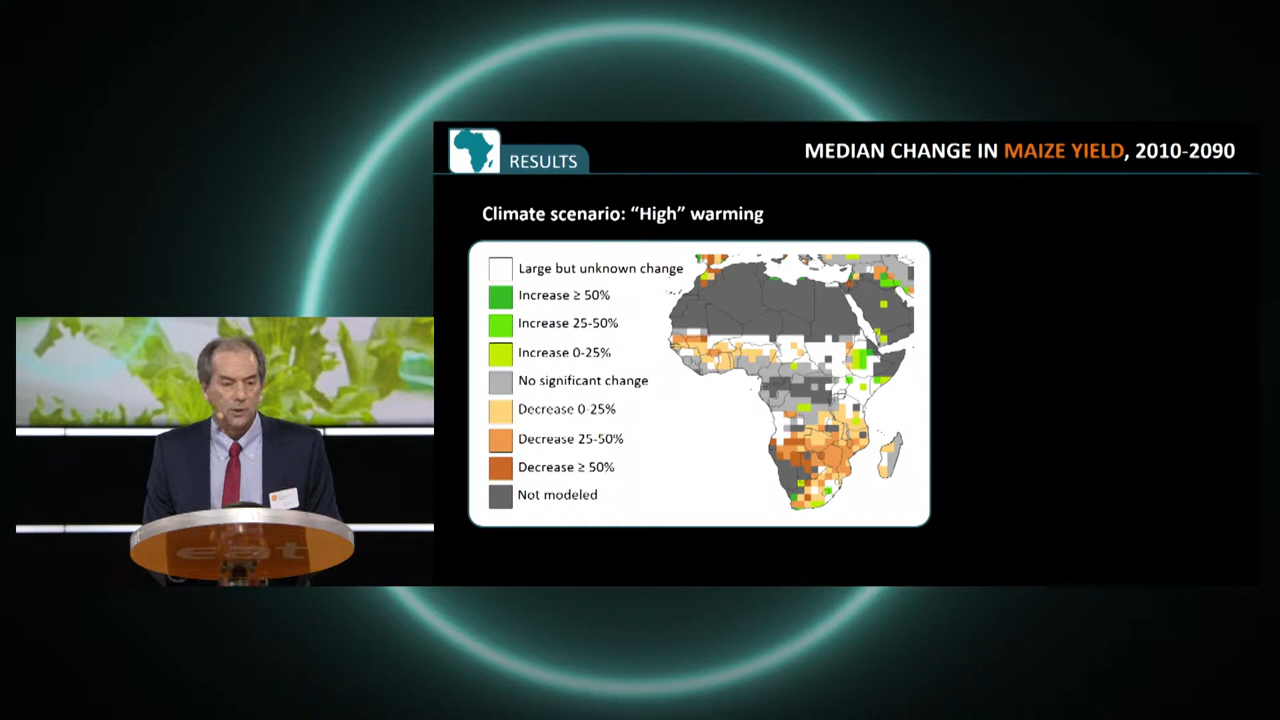 RESULTS
MEDIAN CHANGE IN MAIZE YIELD, 2010-2090
Climate scenario: “High” warming
Large but unknown change
Increase ≥ 50%
Increase 25-50%
Increase 0-25%
No significant change
Decrease 0-25%
Decrease 25-50%
Decrease ≥ 50%
Not modeled
eat